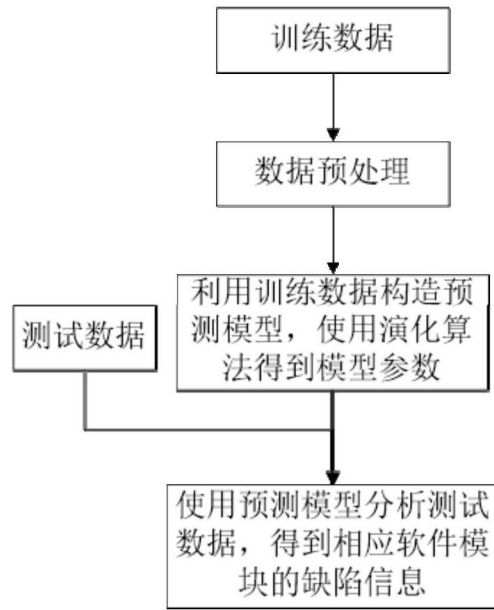 训练数据
数据预处理
利用训练数据构造预
测模型，使用演化算
法得到模型参数
测试数据
使用预测模型分析测试
数据，得到相应软件模
块的缺陷信息